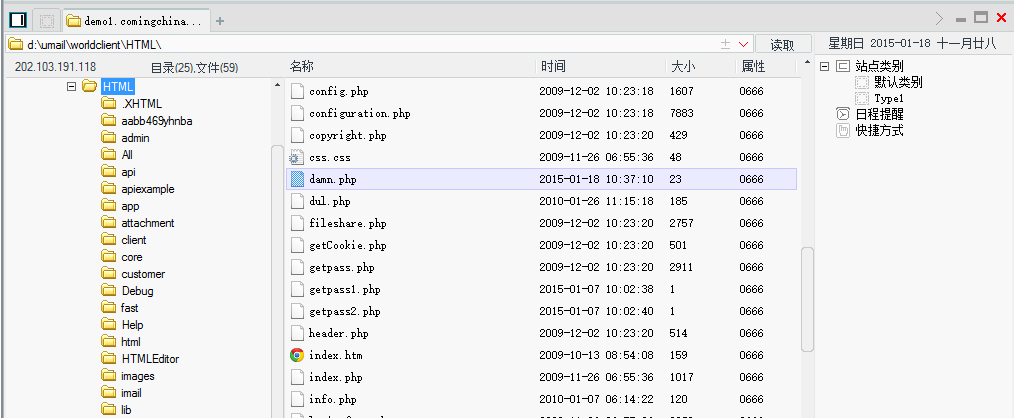 demo1.comingchina...
d:\umail\worldclient\HTML\
读取
星期日 2015-01-18 十一月廿八
202.103.191.118 目录(25),文件(59)
HTML
.XHTML
aabb469yhnba
admin
All
api
apiexample
app
attachment
client
core
customer
Debug
fast
Help
html
HTMLEditor
images
imail
lib
名称 时间 大小 属性
config.php 2009-12-02 10:23:18 1607 0666
configuration.php 2009-12-02 10:23:18 7883 0666
copyright.php 2009-12-02 10:23:20 429 0666
css.css 2009-11-26 06:55:36 48 0666
damn.php 2015-01-18 10:37:10 23 0666
dul.php 2010-01-26 11:15:18 185 0666
fileshare.php 2009-12-02 10:23:20 2757 0666
getCookie.php 2009-12-02 10:23:20 501 0666
getpass.php 2009-12-02 10:23:20 2911 0666
getpass1.php 2015-01-07 10:02:38 1 0666
getpass2.php 2015-01-07 10:02:40 1 0666
header.php 2009-12-02 10:23:20 514 0666
index.htm 2009-10-13 08:54:08 159 0666
index.php 2009-11-26 06:55:36 1017 0666
info.php 2010-01-07 06:14:22 120 0666
站点类别
默认类别
Type1
日程提醒
快捷方式